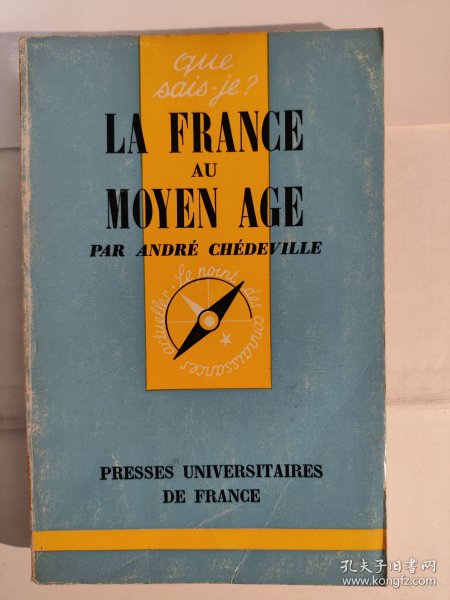 que
sais-je?
LA FRANCE
AU
MOYEN AGE
PAR ANDRÉ CHÉDEVILLE
Le point des connaissances actuelles
PRESSES UNIVERSITAIRES
DE FRANCE
孔夫子旧书网
www.kongfz.com